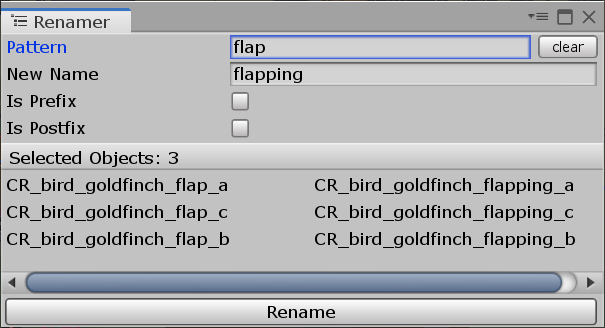 Renamer
Pattern flap clear
New Name flapping
Is Prefix
Is Postfix
Selected Objects: 3
CR_bird_goldfinch_flap_a CR_bird_goldfinch_flapping_a
CR_bird_goldfinch_flap_c CR_bird_goldfinch_flapping_c
CR_bird_goldfinch_flap_b CR_bird_goldfinch_flapping_b
Rename